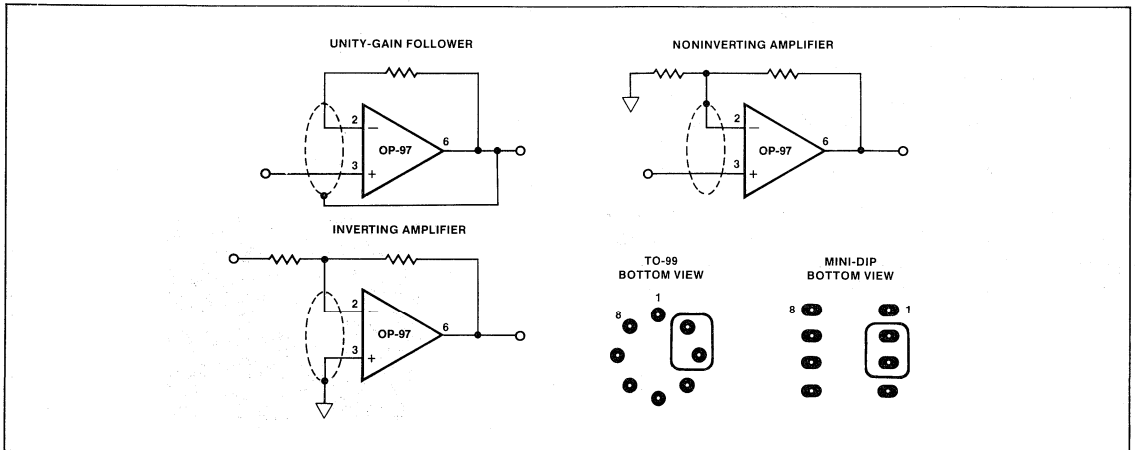 UNITY-GAIN FOLLOWER
2
−
OP-97
6
3
+
NONINVERTING AMPLIFIER
2
−
OP-97
6
3
+
INVERTING AMPLIFIER
2
−
OP-97
6
3
+
TO-99
BOTTOM VIEW
1
8
MINI-DIP
BOTTOM VIEW
8
1